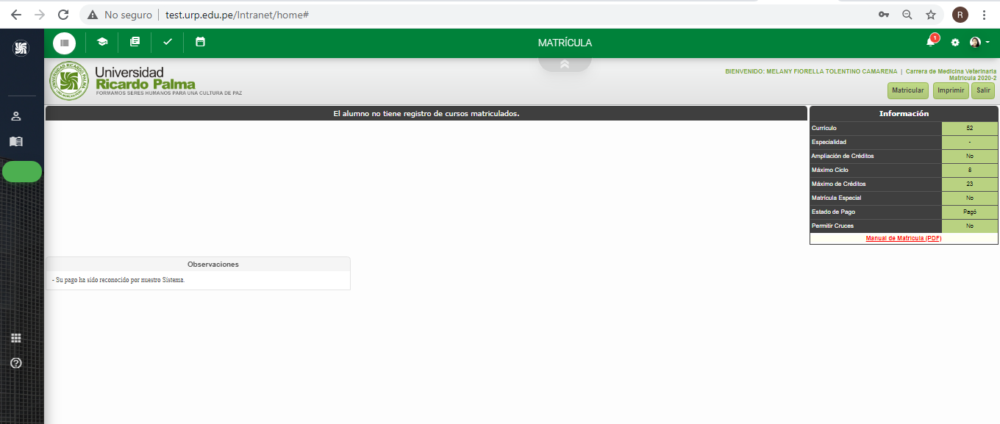 No seguro
test.urp.edu.pe/Intranet/home#
R
MATRÍCULA
1
Universidad
Ricardo Palma
FORMAMOS SERES HUMANOS PARA UNA CULTURA DE PAZ
BIENVENIDO: MELANY FIORELLA TOLENTINO CAMARENA | Carrera de Medicina Veterinaria
Matrícula 2020-2
Matricular Imprimir Salir
El alumno no tiene registro de cursos matriculados.
Información
Currículo 52
Especialidad -
Ampliación de Créditos No
Máximo Ciclo 8
Máximo de Créditos 23
Matrícula Especial No
Estado de Pago Pagó
Permitir Cruces No
Manual de Matrícula (PDF)
Observaciones
- Su pago ha sido reconocido por nuestro Sistema.